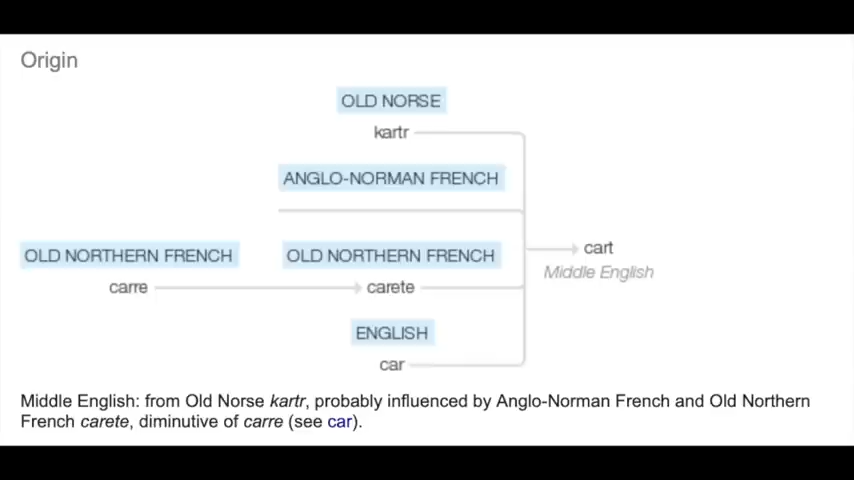 Origin
OLD NORSE
kartr
ANGLO-NORMAN FRENCH
OLD NORTHERN FRENCH OLD NORTHERN FRENCH
cart
Middle English
carre carete
ENGLISH
car
Middle English: from Old Norse kartr, probably influenced by Anglo-Norman French and Old Northern
French carete, diminutive of carre (see car).